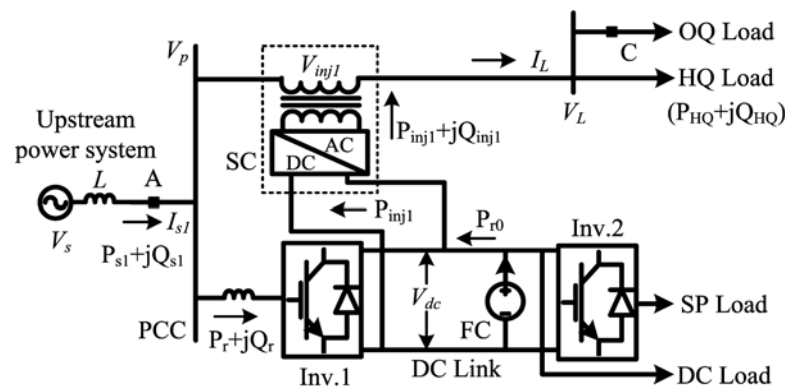 V_p
V_inj1
I_L
OQ Load
C
HQ Load
(P_HQ+jQ_HQ)
V_L
Upstream
power system
L
A
V_s
I_s1
P_s1+jQ_s1
SC
AC
DC
P_inj1+jQ_inj1
P_inj1
P_r0
Inv.2
V_dc
FC
SP Load
PCC
P_r+jQ_r
Inv.1
DC Link
DC Load